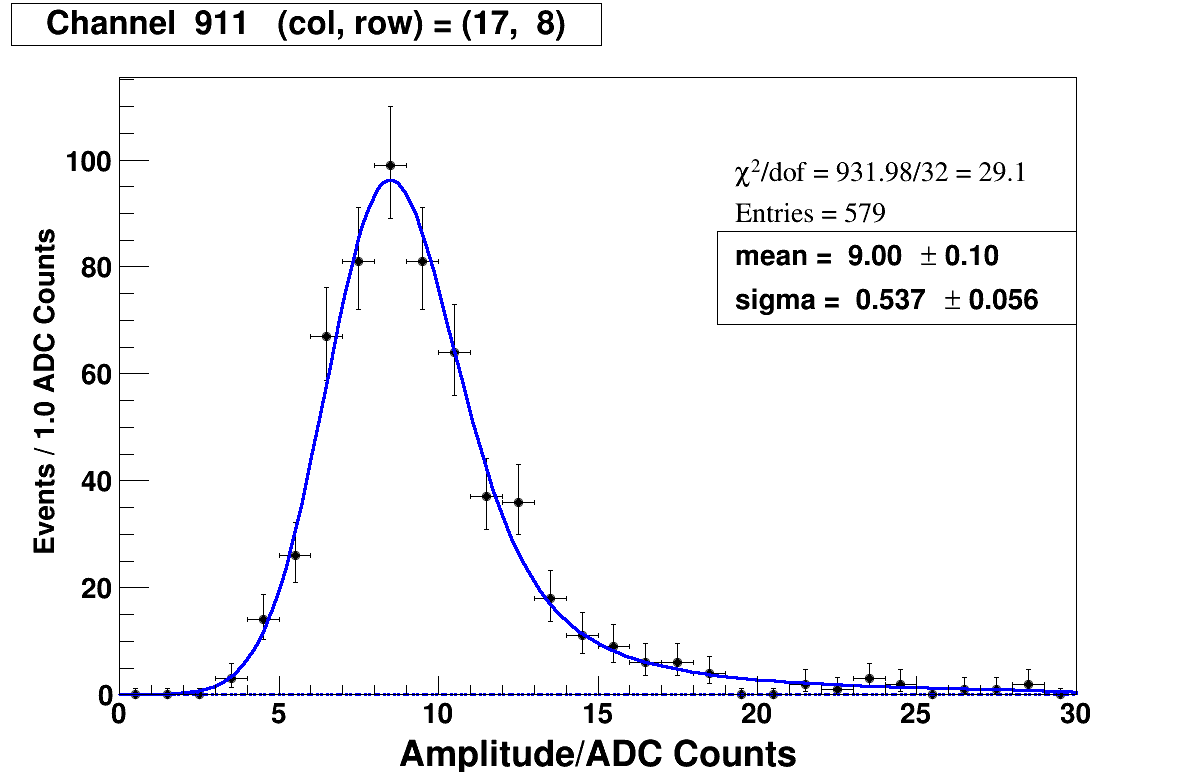 Channel 911 (col, row) = (17, 8)
χ²/dof = 931.98/32 = 29.1
Entries = 579
mean = 9.00 ± 0.10
sigma = 0.537 ± 0.056
Events / 1.0 ADC Counts
100
80
60
40
20
0
0 5 10 15 20 25 30
Amplitude/ADC Counts